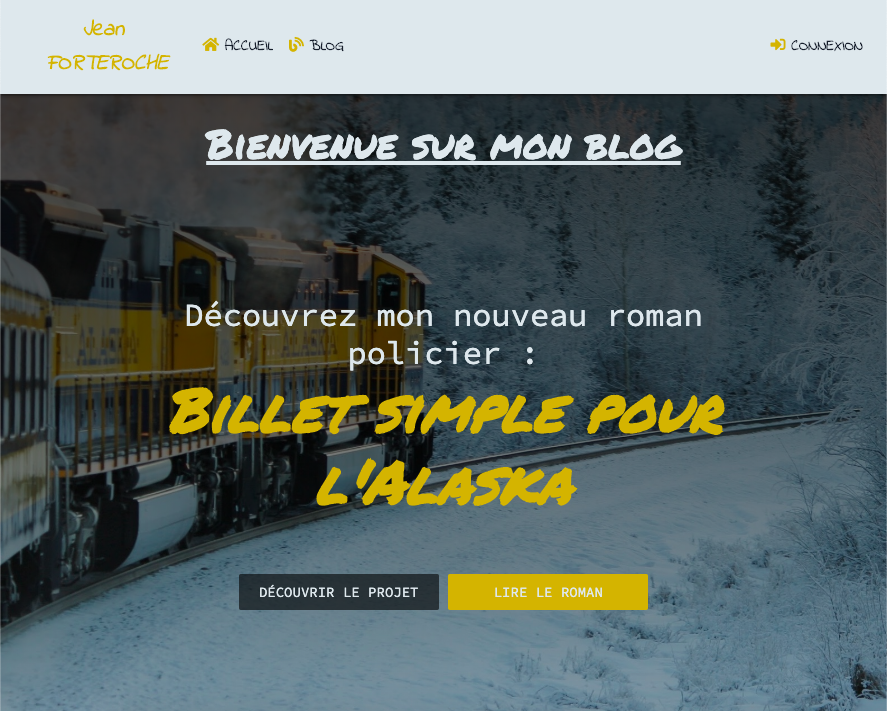 Jean
FORTEROCHE
Accueil
Blog
Connexion
Bienvenue sur mon blog
Découvrez mon nouveau roman
policier :
Billet simple pour
l'Alaska
DÉCOUVRIR LE PROJET
LIRE LE ROMAN